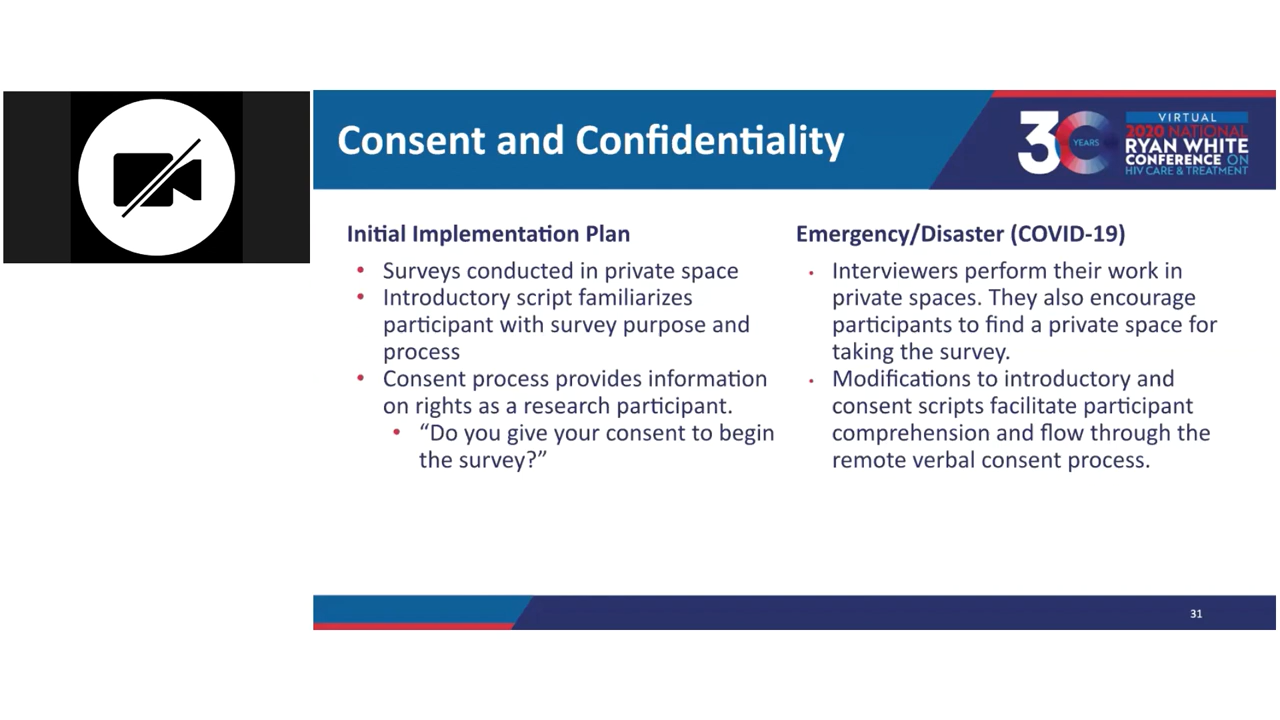 Consent and Confidentiality
30
YEARS
VIRTUAL
2020 NATIONAL
RYAN WHITE
CONFERENCE ON
HIV CARE & TREATMENT
Initial Implementation Plan
• Surveys conducted in private space
• Introductory script familiarizes
participant with survey purpose and
process
• Consent process provides information
on rights as a research participant.
• “Do you give your consent to begin
the survey?”
Emergency/Disaster (COVID-19)
• Interviewers perform their work in
private spaces. They also encourage
participants to find a private space for
taking the survey.
• Modifications to introductory and
consent scripts facilitate participant
comprehension and flow through the
remote verbal consent process.
31